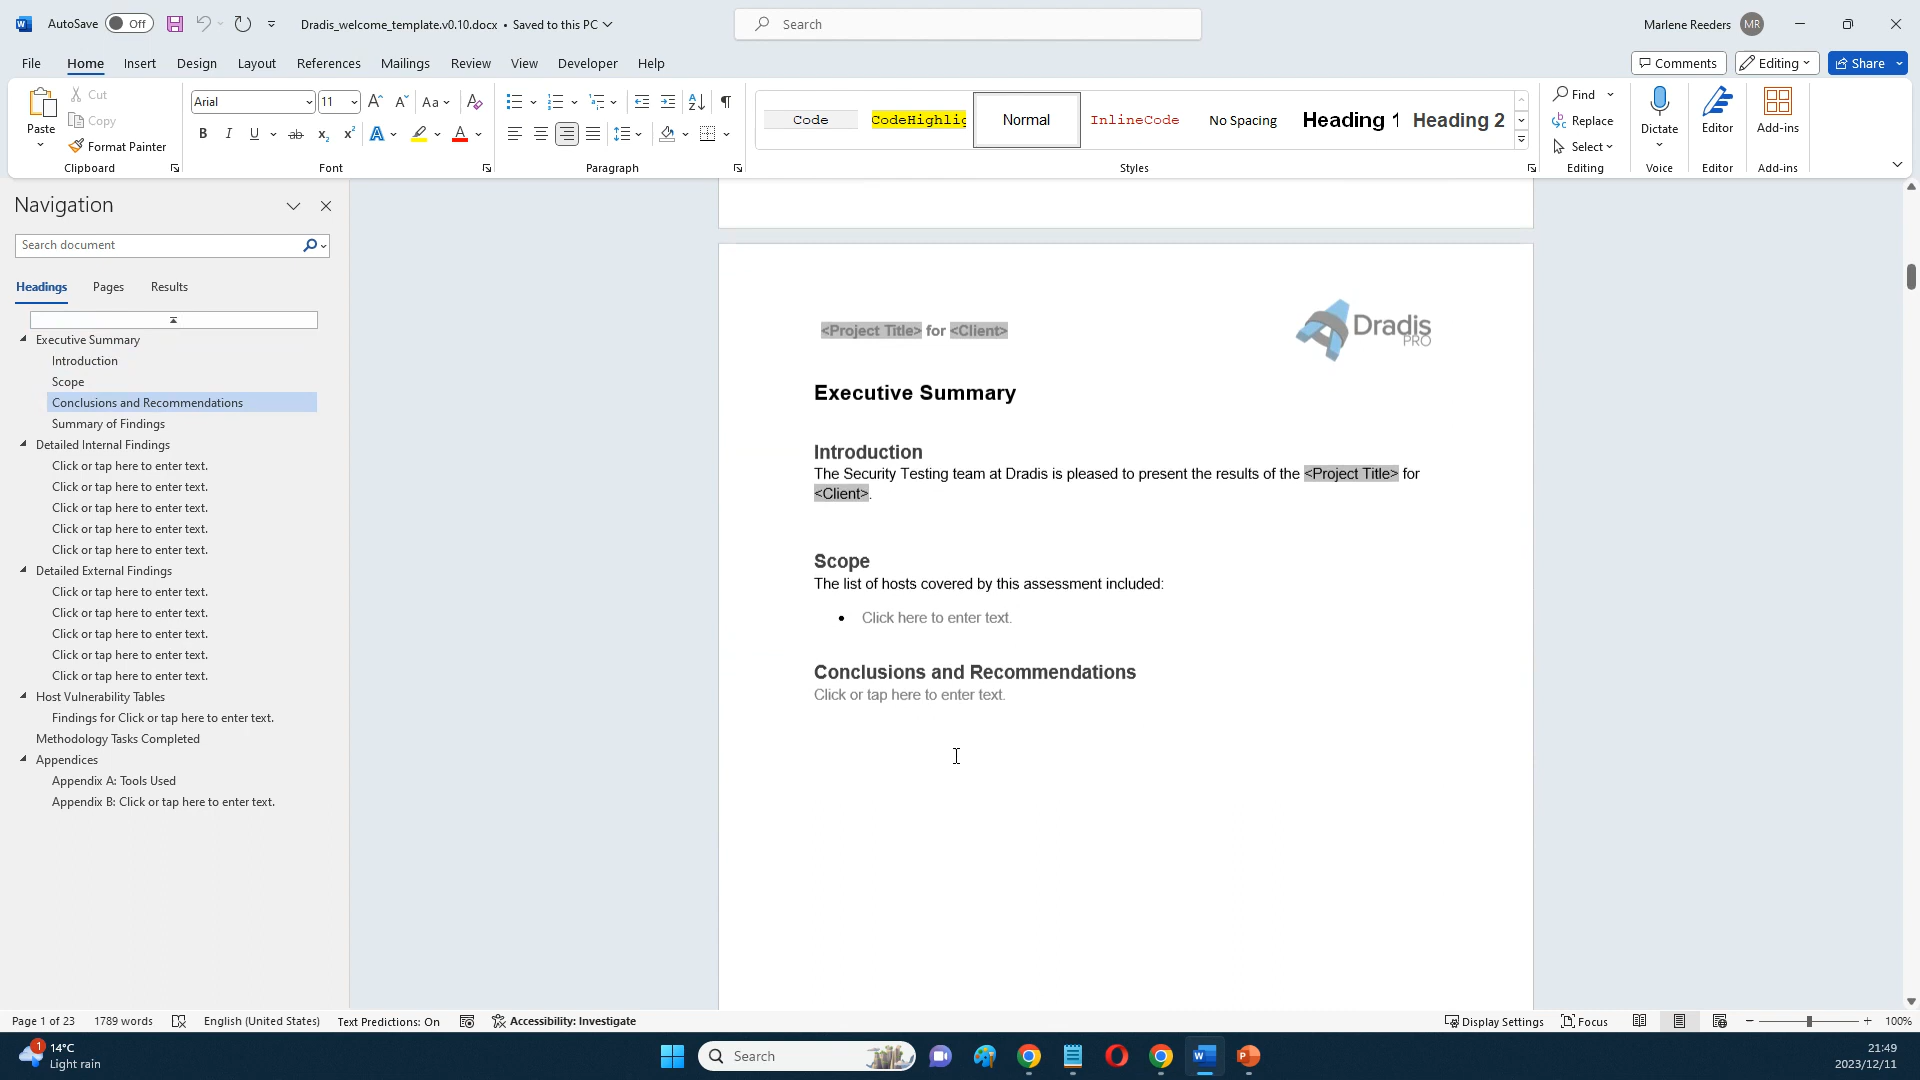 AutoSave Off Dradis_welcome_template.v0.10.docx • Saved to this PC Search Marlene Reeders MR
File Home Insert Design Layout References Mailings Review View Developer Help Comments Editing Share
Paste Cut Copy Format Painter Clipboard
Arial 11 Aa Font
Paragraph
Code CodeHighlig Normal InlineCode No Spacing Heading 1 Heading 2 Styles
Find Replace Select Editing
Dictate Voice
Editor Editor
Add-ins Add-ins
Navigation
Search document
Headings Pages Results
Executive Summary
Introduction
Scope
Conclusions and Recommendations
Summary of Findings
Detailed Internal Findings
Click or tap here to enter text.
Click or tap here to enter text.
Click or tap here to enter text.
Click or tap here to enter text.
Click or tap here to enter text.
Detailed External Findings
Click or tap here to enter text.
Click or tap here to enter text.
Click or tap here to enter text.
Click or tap here to enter text.
Click or tap here to enter text.
Host Vulnerability Tables
Findings for Click or tap here to enter text.
Methodology Tasks Completed
Appendices
Appendix A: Tools Used
Appendix B: Click or tap here to enter text.
<Project Title> for <Client>
Dradis
PRO
Executive Summary
Introduction
The Security Testing team at Dradis is pleased to present the results of the <Project Title> for
<Client>.
Scope
The list of hosts covered by this assessment included:
• Click here to enter text.
Conclusions and Recommendations
Click or tap here to enter text.
Page 1 of 23 1789 words English (United States) Text Predictions: On Accessibility: Investigate Display Settings Focus 100%
1 14°C
Light rain
Search
21:49
2023/12/11